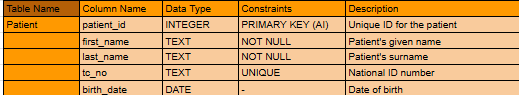 Table Name Column Name Data Type Constraints Description
Patient patient_id INTEGER PRIMARY KEY (AI) Unique ID for the patient
first_name TEXT NOT NULL Patient's given name
last_name TEXT NOT NULL Patient's surname
tc_no TEXT UNIQUE National ID number
birth_date DATE - Date of birth